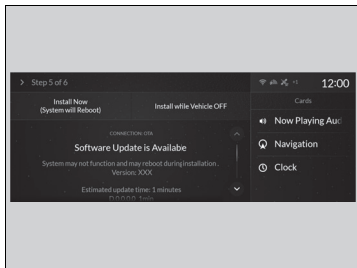 Step 5 of 6
12:00
Install Now
(System will Reboot)
Install while Vehicle OFF
Cards
CONNECTION: OTA
Software Update is Available
System may not function and may reboot during installation.
Version: XXX
Estimated update time: 1 minutes
Now Playing Aud
Navigation
Clock